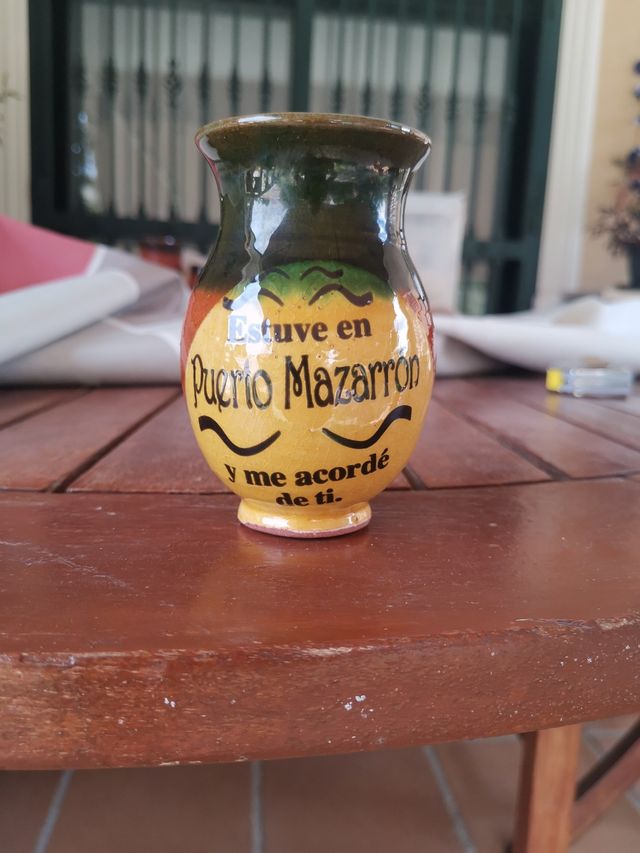 Estuve en
Puerto Mazarrón
y me acordé
de ti.